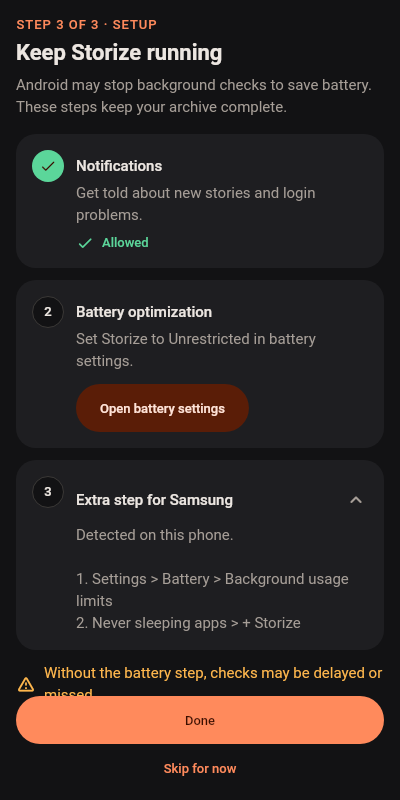 STEP 3 OF 3 · SETUP
Keep Storize running
Android may stop background checks to save battery.
These steps keep your archive complete.
Notifications
Get told about new stories and login
problems.
Allowed
2
Battery optimization
Set Storize to Unrestricted in battery
settings.
Open battery settings
3
Extra step for Samsung
Detected on this phone.
1. Settings > Battery > Background usage
limits
2. Never sleeping apps > + Storize
Without the battery step, checks may be delayed or
missed
Done
Skip for now